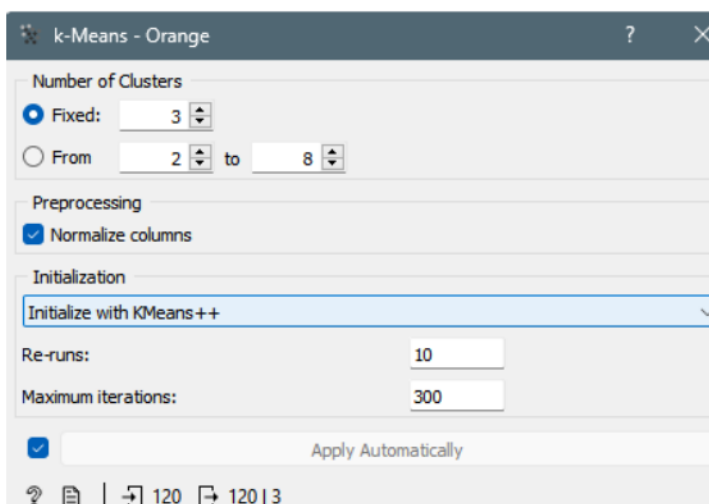 k-Means - Orange ? ×
Number of Clusters
Fixed: 3
From 2 to 8
Preprocessing
Normalize columns
Initialization
Initialize with KMeans++
Re-runs: 10
Maximum iterations: 300
Apply Automatically
? | 120 120 | 3